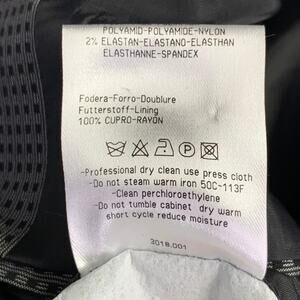 POLYAMID-POLYAMIDE-NYLON
2% ELASTAN-ELASTANO-ELASTHAN
ELASTHANNE-SPANDEX
Fodera-Forro-Doublure
Futterstoff-Lining
100% CUPRO-RAYON
P
-Professional dry clean use press cloth
-Do not steam warm iron 50C-113F
-Clean perchloroethylene
-Do not tumble cabinet dry warm
short cycle reduce moisture
3018.001